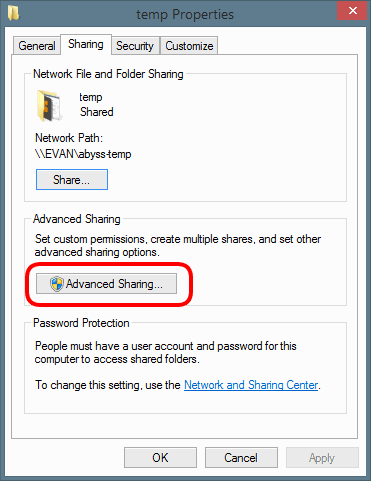 temp Properties
General Sharing Security Customize
Network File and Folder Sharing
temp
Shared
Network Path:
\\EVAN\abyss-temp
Share...
Advanced Sharing
Set custom permissions, create multiple shares, and set other
advanced sharing options.
Advanced Sharing...
Password Protection
People must have a user account and password for this
computer to access shared folders.
To change this setting, use the Network and Sharing Center.
OK Cancel Apply